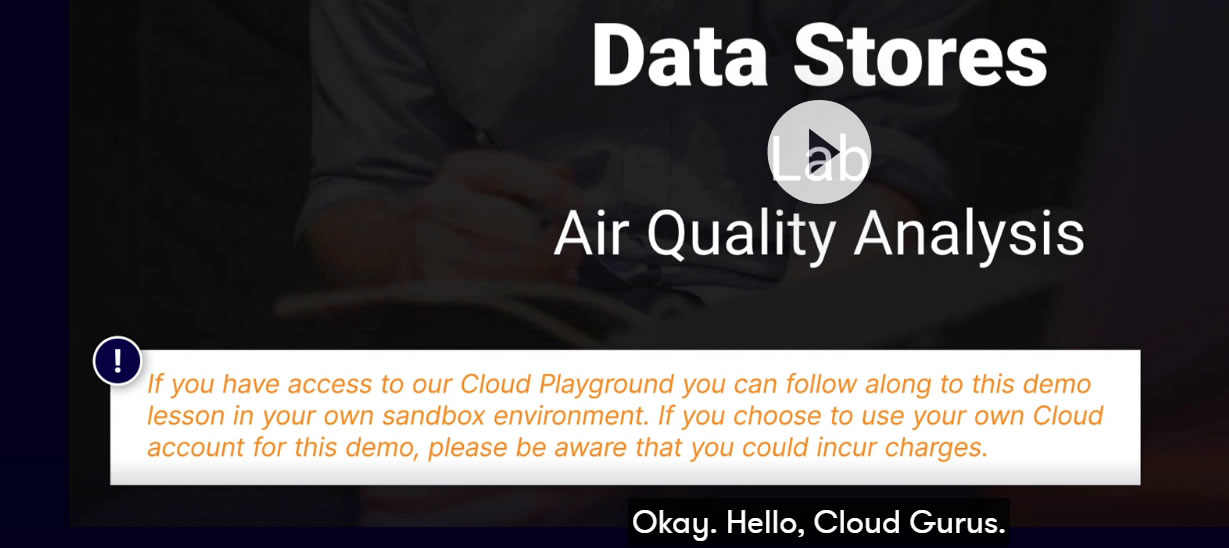 Data Stores
Lab
Air Quality Analysis
!
If you have access to our Cloud Playground you can follow along to this demo
lesson in your own sandbox environment. If you choose to use your own Cloud
account for this demo, please be aware that you could incur charges.
Okay. Hello, Cloud Gurus.